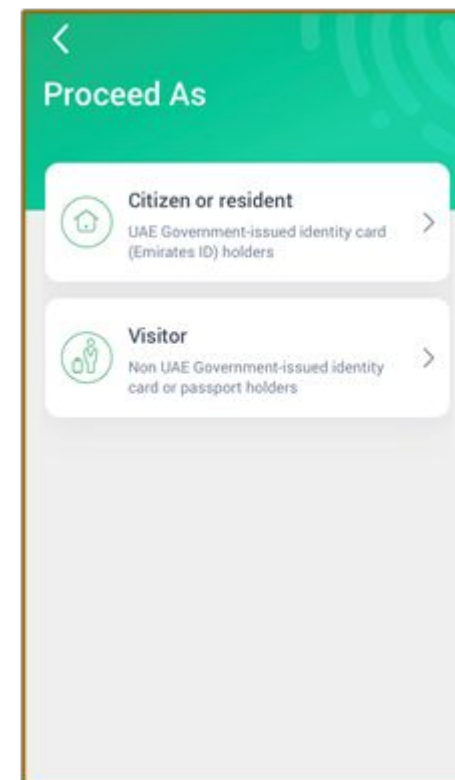 Proceed As
Citizen or resident
UAE Government-issued identity card
(Emirates ID) holders
Visitor
Non UAE Government-issued identity
card or passport holders